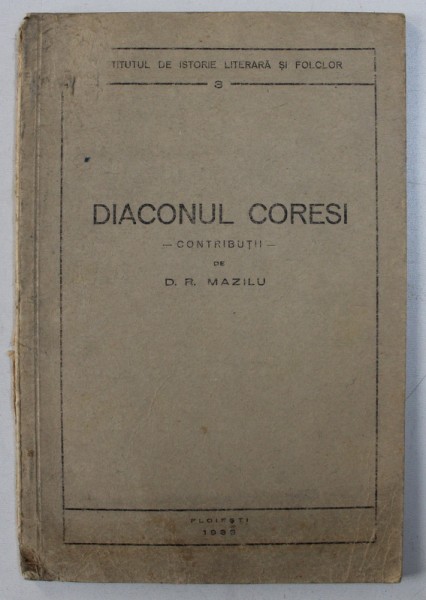 TITUTUL DE ISTORIE LITERARĂ ȘI FOLCLOR
3
DIACONUL CORESI
— CONTRIBUȚII —
DE
D. R. MAZILU
PLOIEȘTI